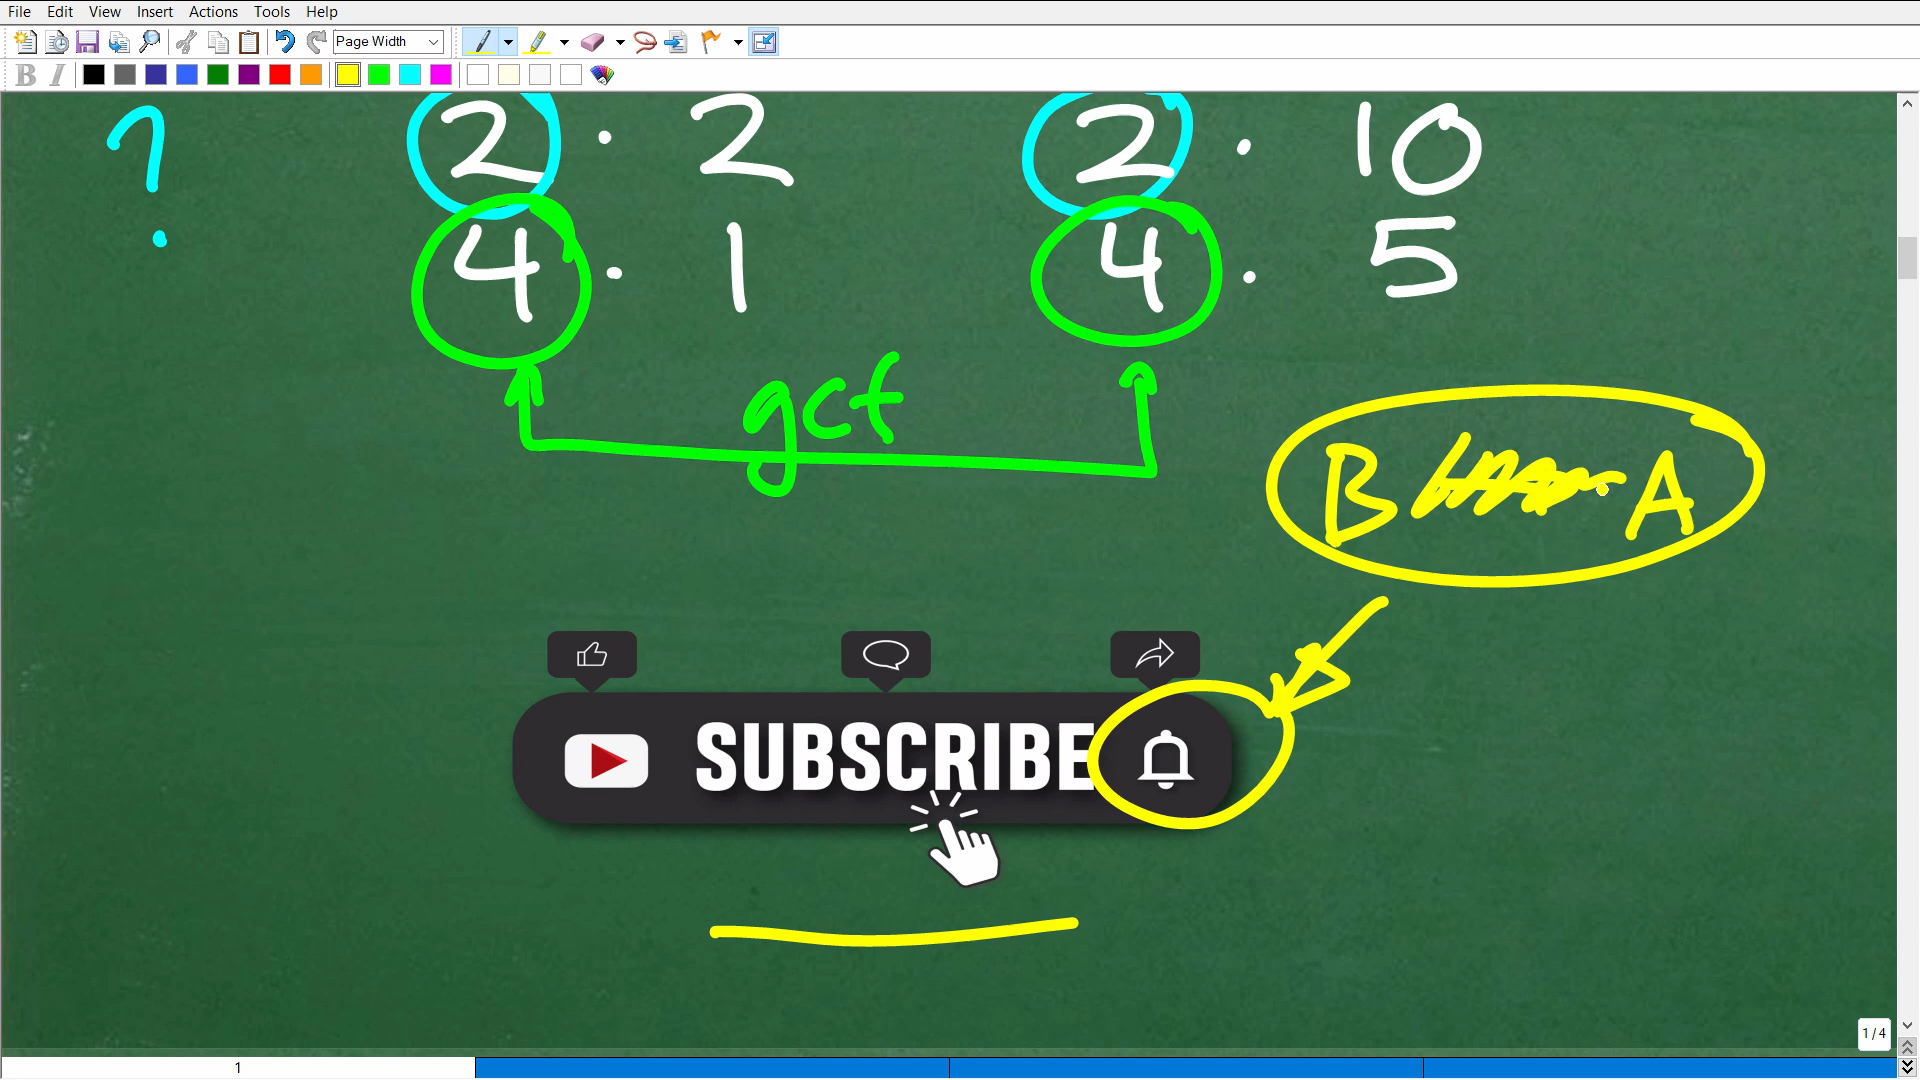 File Edit View Insert Actions Tools Help
Page Width
B I
? 2 · 2 2 · 10
4 · 1 4 · 5
gcf
B A
SUBSCRIBE
1 / 4
1